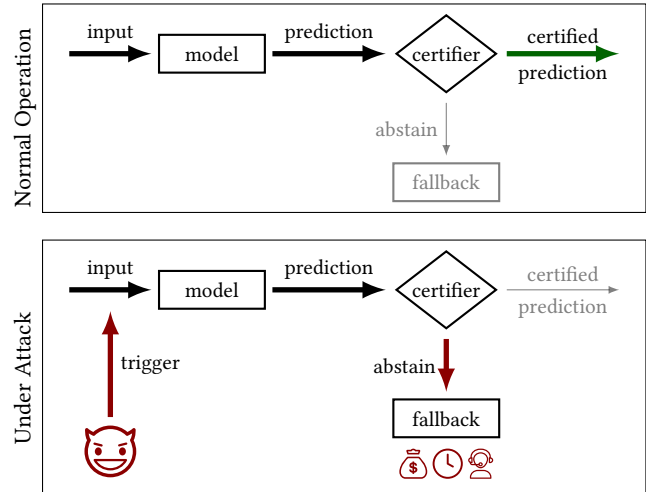 Normal Operation
input
model
prediction
certifier
certified
prediction
abstain
fallback
Under Attack
input
model
prediction
certifier
certified
prediction
trigger
abstain
fallback
$